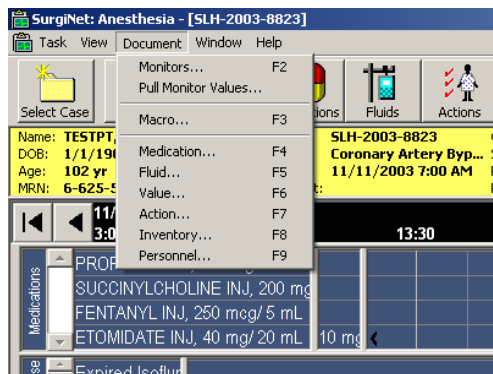 SurgiNet: Anesthesia - [SLH-2003-8823]
Task View Document Window Help
Monitors... F2
Pull Monitor Values...
Macro... F3
Medication... F4
Fluid... F5
Value... F6
Action... F7
Inventory... F8
Personnel... F9
Select Case
Fluids
Actions
Name: TESTPT,
SLH-2003-8823
DOB: 1/1/190
Coronary Artery Byp...
Age: 102 yr
11/11/2003 7:00 AM
MRN: 6-625-5
11/
3:0
13:30
Medications
SUCCINYLCHOLINE INJ, 200 mg
FENTANYL INJ, 250 mcg/ 5 mL
ETOMIDATE INJ, 40 mg/ 20 mL 10 mg
Expired Isoflur